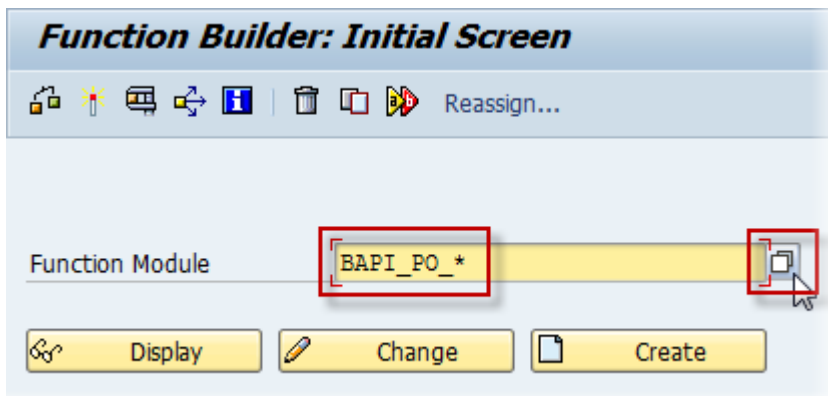 Function Builder: Initial Screen
Reassign...
Function Module BAPI_PO_*
Display Change Create